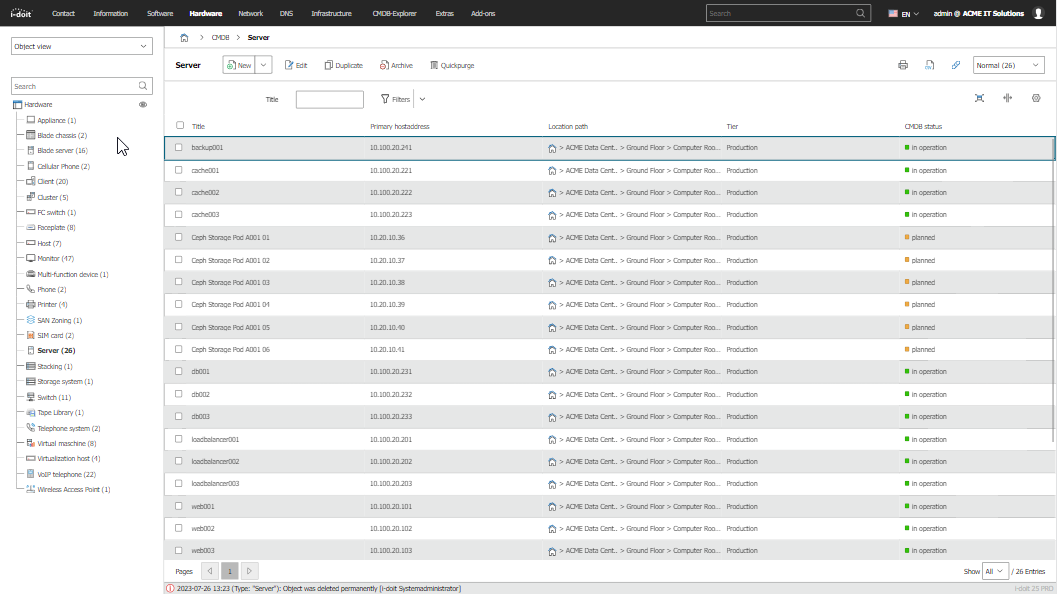 i-doit Contact Information Software Hardware Network DNS Infrastructure CMDB-Explorer Extras Add-ons Search EN admin @ ACME IT Solutions
Object view
CMDB Server
Server New Edit Duplicate Archive Quickpurge Normal (26)
Search
Title Filters
Hardware
Appliance (1)
Blade chassis (2)
Blade server (16)
Cellular Phone (2)
Client (20)
Cluster (5)
FC switch (1)
Faceplate (8)
Host (7)
Monitor (47)
Multi-function device (1)
Phone (2)
Printer (4)
SAN Zoning (1)
SIM card (2)
Server (26)
Stacking (1)
Storage system (1)
Switch (11)
Tape Library (1)
Telephone system (2)
Virtual maschine (8)
Virtualization host (4)
VoIP telephone (22)
Wireless Access Point (1)
Title Primary hostaddress Location path Tier CMDB status
backup001 10.100.20.241 > ACME Data Cent.. > Ground Floor > Computer Roo... Production in operation
cache001 10.100.20.221 > ACME Data Cent.. > Ground Floor > Computer Roo... Production in operation
cache002 10.100.20.222 > ACME Data Cent.. > Ground Floor > Computer Roo... Production in operation
cache003 10.100.20.223 > ACME Data Cent.. > Ground Floor > Computer Roo... Production in operation
Ceph Storage Pod A001 01 10.20.10.36 > ACME Data Cent.. > Ground Floor > Computer Roo... Production planned
Ceph Storage Pod A001 02 10.20.10.37 > ACME Data Cent.. > Ground Floor > Computer Roo... Production planned
Ceph Storage Pod A001 03 10.20.10.38 > ACME Data Cent.. > Ground Floor > Computer Roo... Production planned
Ceph Storage Pod A001 04 10.20.10.39 > ACME Data Cent.. > Ground Floor > Computer Roo... Production planned
Ceph Storage Pod A001 05 10.20.10.40 > ACME Data Cent.. > Ground Floor > Computer Roo... Production planned
Ceph Storage Pod A001 06 10.20.10.41 > ACME Data Cent.. > Ground Floor > Computer Roo... Production planned
db001 10.100.20.231 > ACME Data Cent.. > Ground Floor > Computer Roo... Production in operation
db002 10.100.20.232 > ACME Data Cent.. > Ground Floor > Computer Roo... Production in operation
db003 10.100.20.233 > ACME Data Cent.. > Ground Floor > Computer Roo... Production in operation
loadbalancer001 10.100.20.201 > ACME Data Cent.. > Ground Floor > Computer Roo... Production in operation
loadbalancer002 10.100.20.202 > ACME Data Cent.. > Ground Floor > Computer Roo... Production in operation
loadbalancer003 10.100.20.203 > ACME Data Cent.. > Ground Floor > Computer Roo... Production in operation
web001 10.100.10.101 > ACME Data Cent.. > Ground Floor > Computer Roo... Production in operation
web002 10.100.10.102 > ACME Data Cent.. > Ground Floor > Computer Roo... Production in operation
web003 10.100.10.103 > ACME Data Cent.. > Ground Floor > Computer Roo... Production in operation
Pages 1 Show All / 26 Entries
2023-07-26 13:23 (Type: "Server"): Object was deleted permanently [i-doit Systemadministrator] i-doit 25 PRO